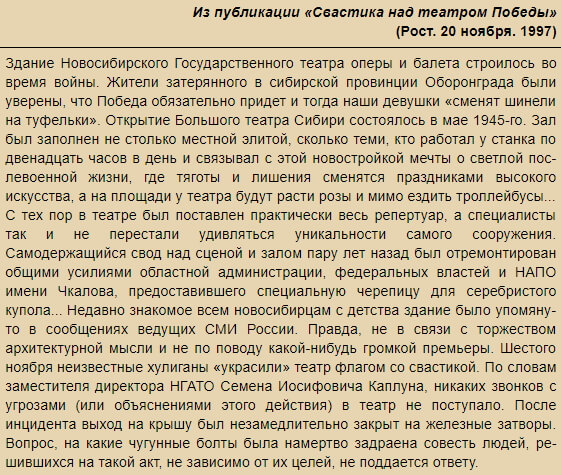 Из публикации «Свастика над театром Победы»
(Рост. 20 ноября. 1997)
Здание Новосибирского Государственного театра оперы и балета строилось во
время войны. Жители затерянного в сибирской провинции Оборонграда были
уверены, что Победа обязательно придет и тогда наши девушки «сменят шинели
на туфельки». Открытие Большого театра Сибири состоялось в мае 1945-го. Зал
был заполнен не столько местной элитой, сколько теми, кто работал у станка по
двенадцать часов в день и связывал с этой новостройкой мечты о светлой пос-
левоенной жизни, где тяготы и лишения сменятся праздниками высокого
искусства, а на площади у театра будут расти розы и мимо ездить троллейбусы...
С тех пор в театре был поставлен практически весь репертуар, а специалисты
так и не перестали удивляться уникальности самого сооружения.
Самодержащийся свод над сценой и залом пару лет назад был отремонтирован
общими усилиями областной администрации, федеральных властей и НАПО
имени Чкалова, предоставившего специальную черепицу для серебристого
купола... Недавно знакомое всем новосибирцам с детства здание было упомяну-
то в сообщениях ведущих СМИ России. Правда, не в связи с торжеством
архитектурной мысли и не по поводу какой-нибудь громкой премьеры. Шестого
ноября неизвестные хулиганы «украсили» театр флагом со свастикой. По словам
заместителя директора НГАТО Семена Иосифовича Каплуна, никаких звонков с
угрозами (или объяснениями этого действия) в театр не поступало. После
инцидента выход на крышу был незамедлительно закрыт на железные затворы.
Вопрос, на какие чугунные болты была намертво задраена совесть людей, ре-
шившихся на такой акт, не зависимо от их целей, не поддается ответу.